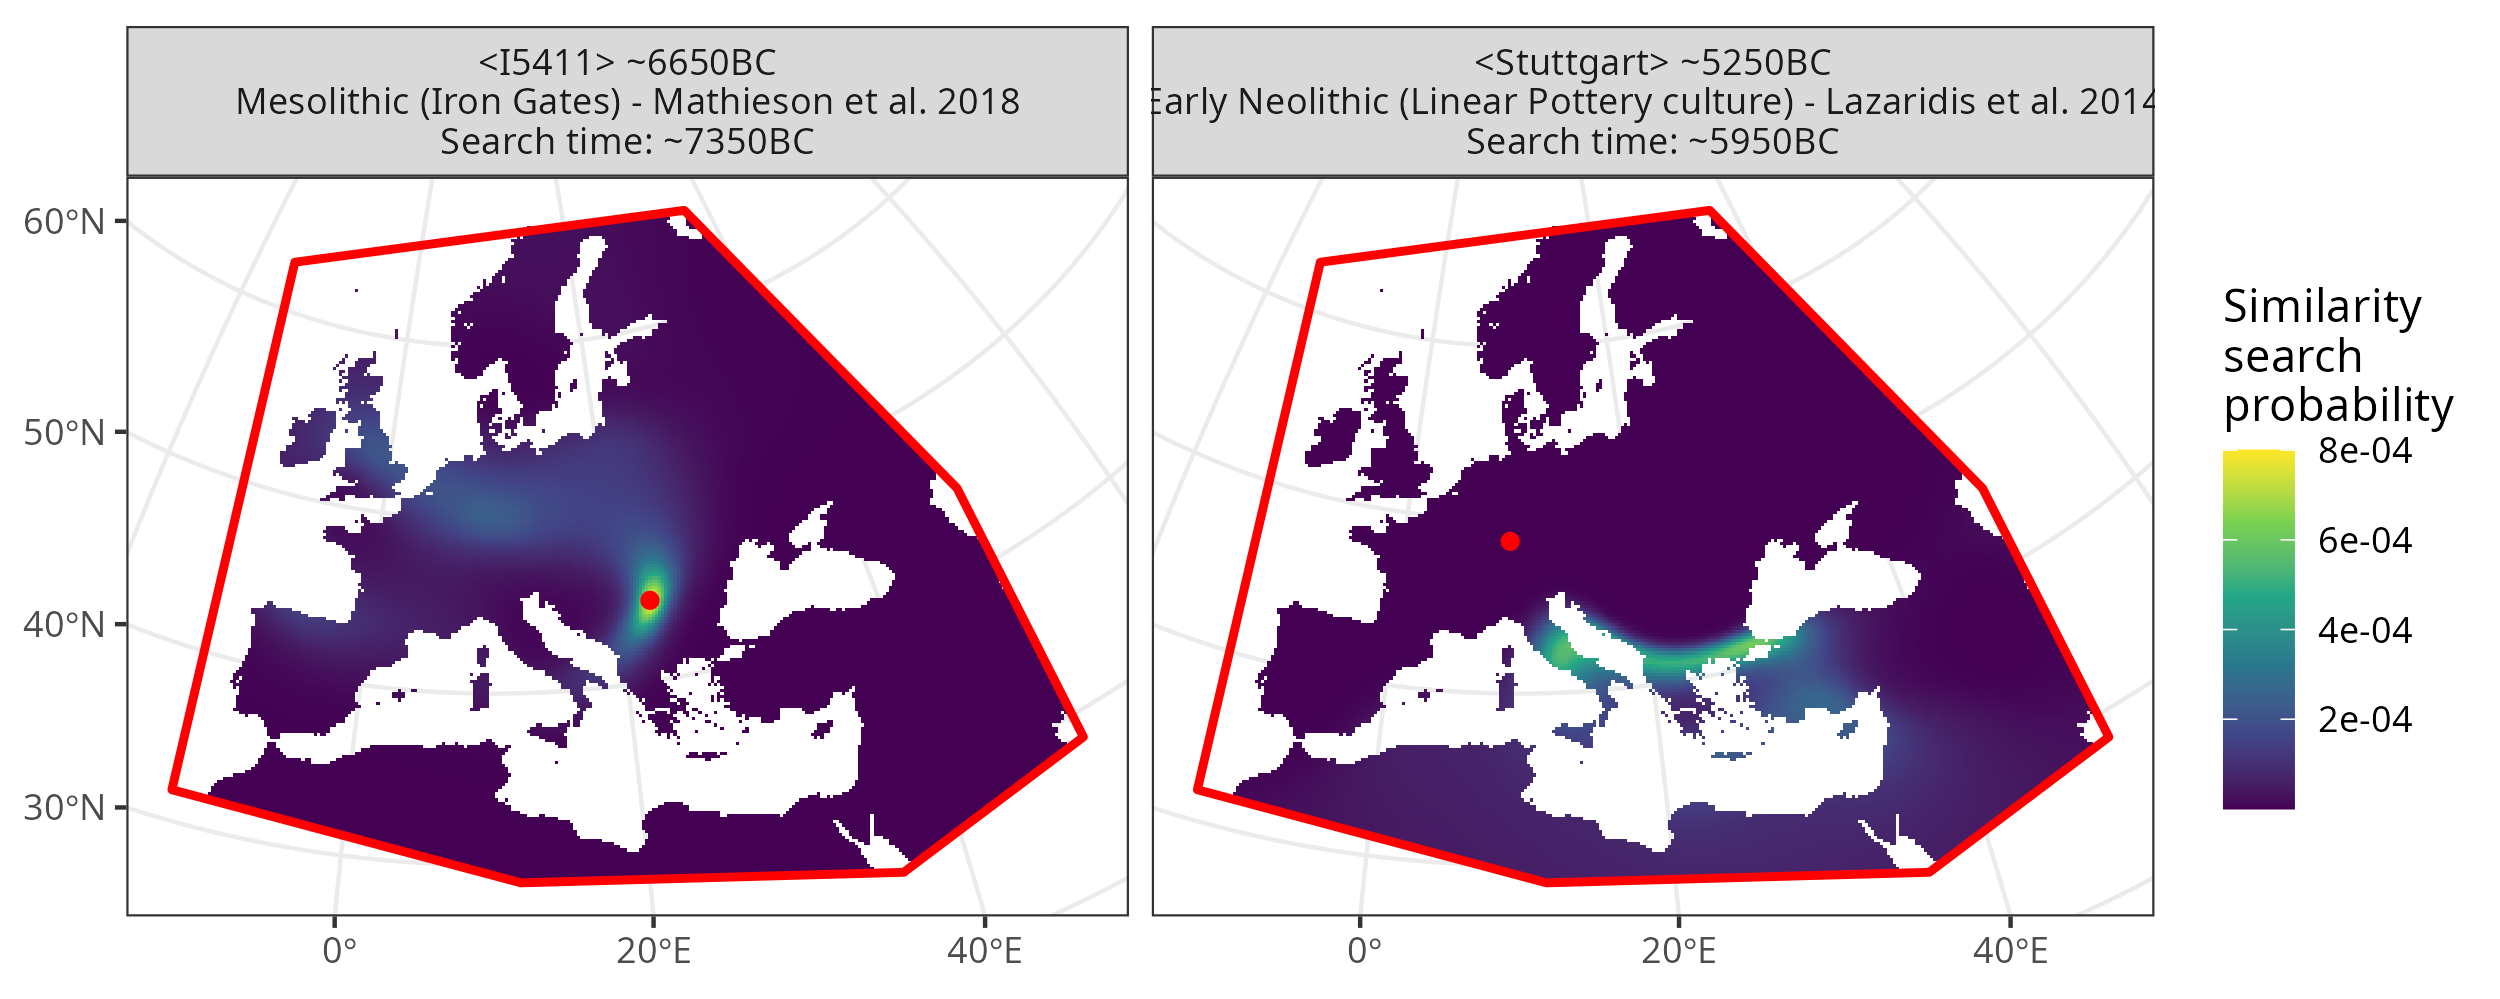 <I5411> ~6650BC
Mesolithic (Iron Gates) - Mathieson et al. 2018
Search time: ~7350BC
<Stuttgart> ~5250BC
Early Neolithic (Linear Pottery culture) - Lazaridis et al. 2014
Search time: ~5950BC
60°N
50°N
40°N
30°N
0°
20°E
40°E
0°
20°E
40°E
Similarity
search
probability
8e-04
6e-04
4e-04
2e-04